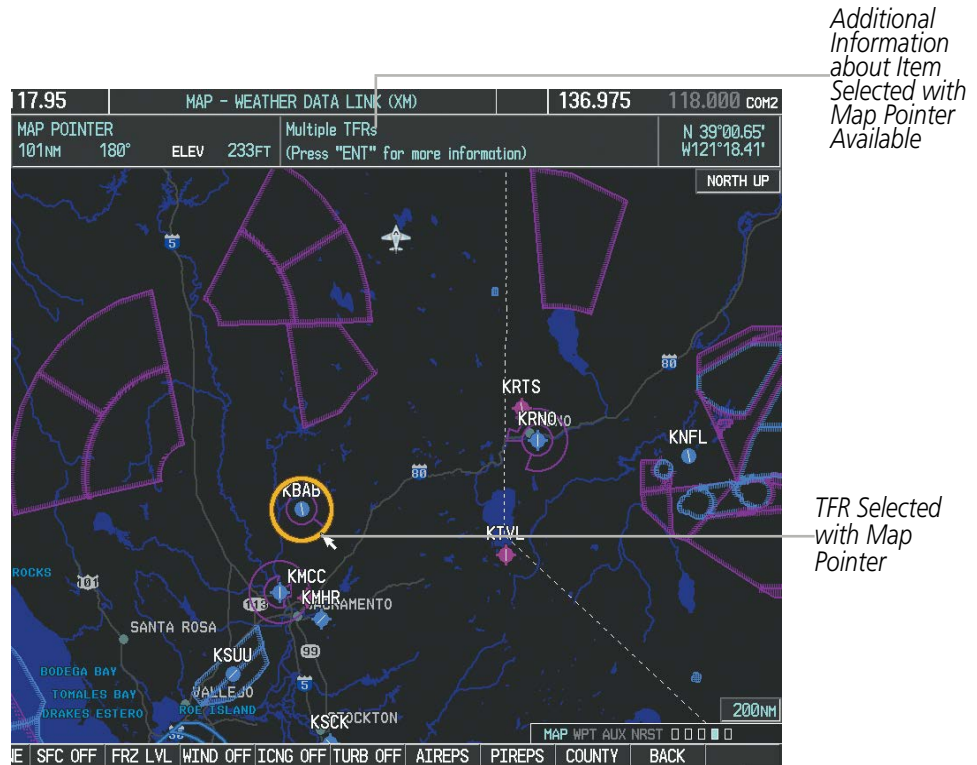 Additional
Information
about Item
Selected with
Map Pointer
Available
17.95 MAP - WEATHER DATA LINK (XM) 136.975 118.000 COM2
MAP POINTER
101NM 180° ELEV 233FT
Multiple TFRs
(Press "ENT" for more information)
N 39°00.65'
W121°18.41'
NORTH UP
5
80
KRTS
KRNO
KNFL
80
KBAB
KTVL
TFR Selected
with Map
Pointer
ROCKS
101
KMCC
113
KMHR
SACRAMENTO
SANTA ROSA
99
KSUU
5
BODEGA BAY
TOMALES BAY
VALLEJO
DRAKES ESTERO
ROE ISLAND
KSCK
STOCKTON
200NM
MAP WPT AUX NRST
NE SFC OFF FRZ LVL WIND OFF ICNG OFF TURB OFF AIREPS PIREPS COUNTY BACK